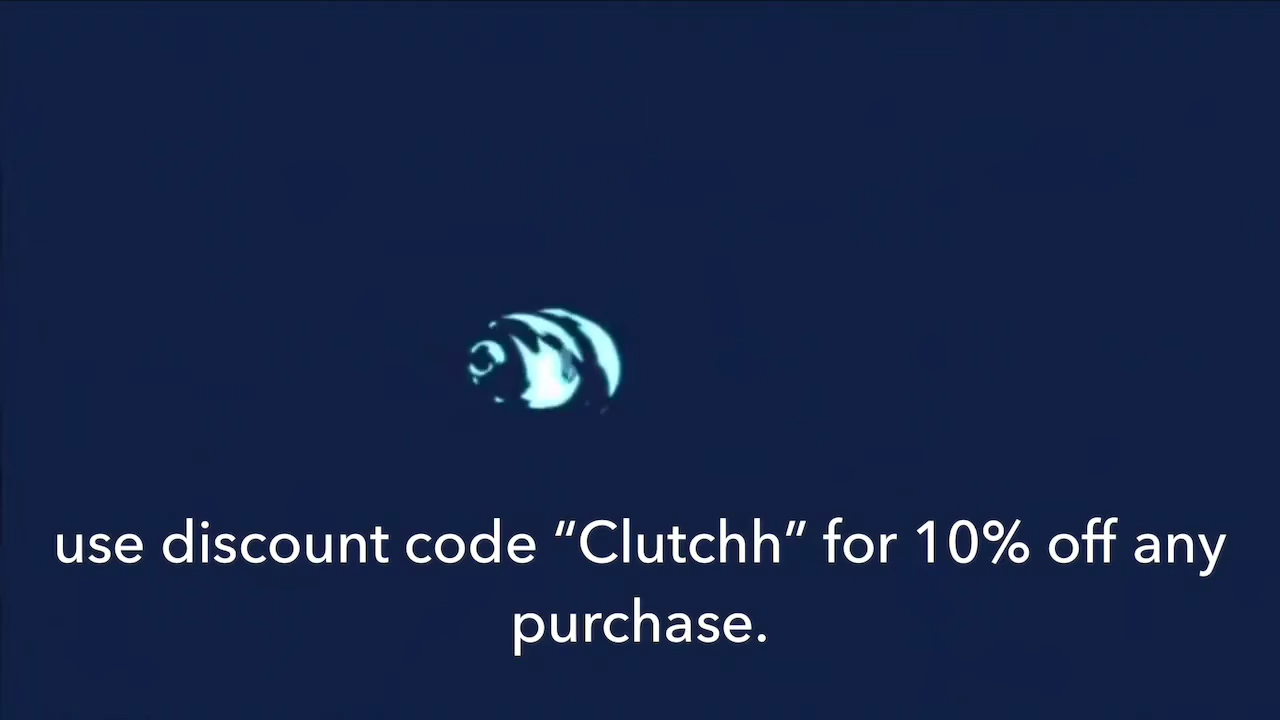 use discount code “Clutchh” for 10% off any
purchase.